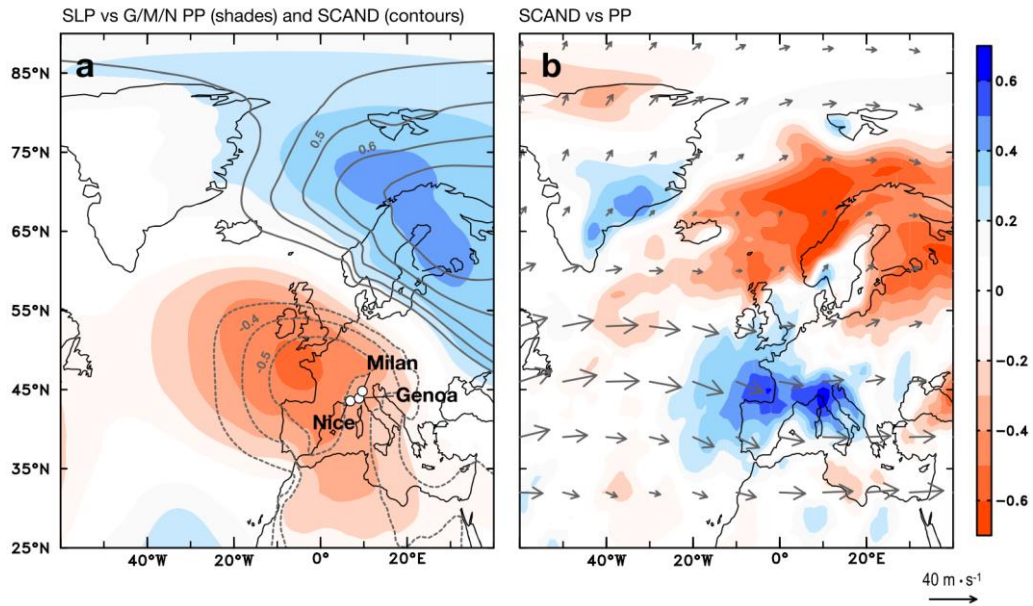 SLP vs G/M/N PP (shades) and SCAND (contours)
SCAND vs PP
a
b
85°N
75°N
65°N
55°N
45°N
35°N
25°N
40°W
20°W
0°
20°E
40°W
20°W
0°
20°E
0.5
0.6
-0.4
-0.5
Milan
Genoa
Nice
0.6
0.4
0.2
0
−0.2
−0.4
−0.6
40 m • s⁻¹